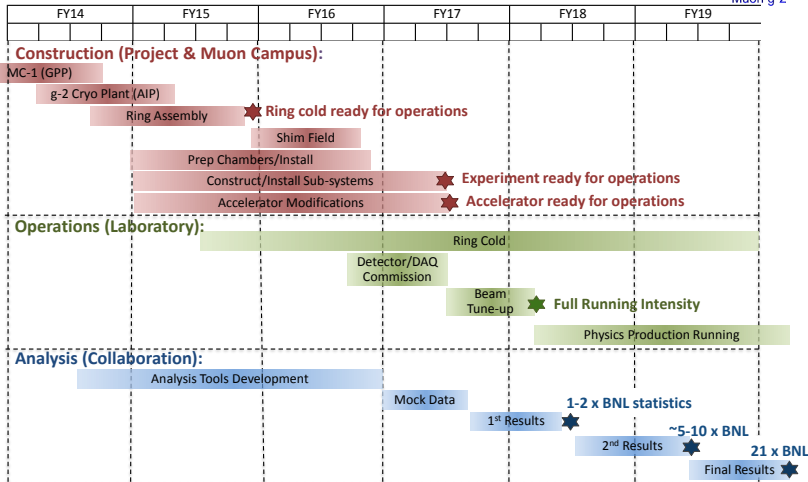 Muon g-2
FY14 FY15 FY16 FY17 FY18 FY19
Construction (Project & Muon Campus):
MC-1 (GPP)
g-2 Cryo Plant (AIP)
Ring Assembly
Ring cold ready for operations
Shim Field
Prep Chambers/Install
Construct/Install Sub-systems
Experiment ready for operations
Accelerator Modifications
Accelerator ready for operations
Operations (Laboratory):
Ring Cold
Detector/DAQ
Commission
Beam
Tune-up
Full Running Intensity
Physics Production Running
Analysis (Collaboration):
Analysis Tools Development
Mock Data
1-2 x BNL statistics
1st Results
~5-10 x BNL
2nd Results
21 x BNL
Final Results